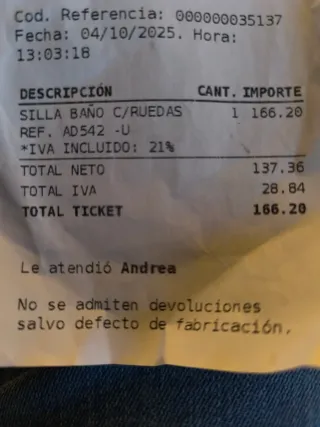 Cod. Referencia: 000000035137
Fecha: 04/10/2025. Hora:
13:03:18
DESCRIPCIÓN CANT. IMPORTE
SILLA BAÑO C/RUEDAS 1 166.20
REF. AD542 -U
*IVA INCLUIDO: 21%
TOTAL NETO 137.36
TOTAL IVA 28.84
TOTAL TICKET 166.20
Le atendió Andrea
No se admiten devoluciones
salvo defecto de fabricación.